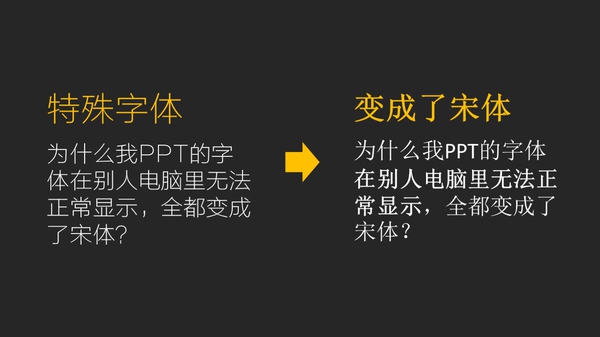 特殊字体
为什么我PPT的字
体在别人电脑里无法
正常显示，全都变成
了宋体？
变成了宋体
为什么我PPT的字体
在别人电脑里无法正
常显示，全都变成了
宋体？